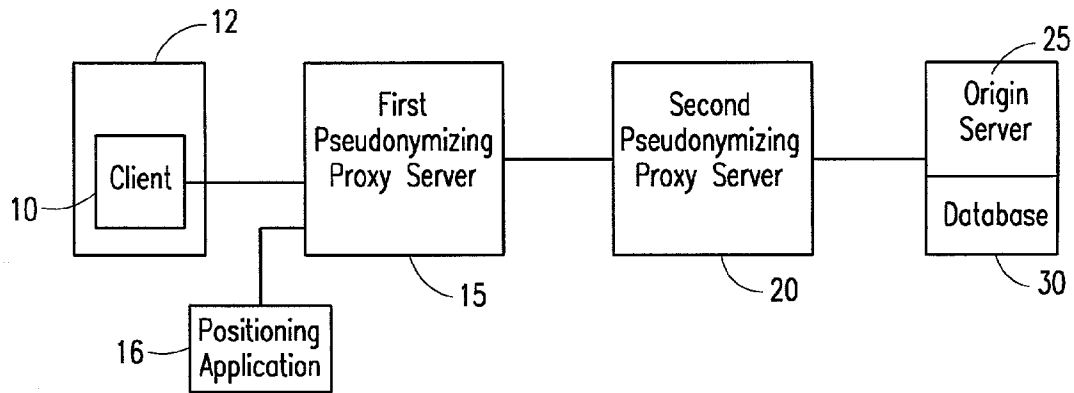 12
Client
10
First
Pseudonymizing
Proxy Server
15
Positioning
Application
16
Second
Pseudonymizing
Proxy Server
20
25
Origin
Server
Database
30